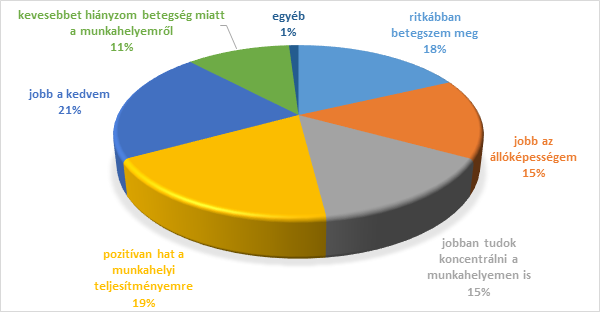 kevesebbet hiányzom betegség miatt
a munkahelyemről
11%
egyéb
1%
ritkábban
betegszem meg
18%
jobb a kedvem
21%
jobb az
állóképességem
15%
pozitívan hat a
munkahelyi
teljesítményemre
19%
jobban tudok
koncentrálni a
munkahelyemen is
15%